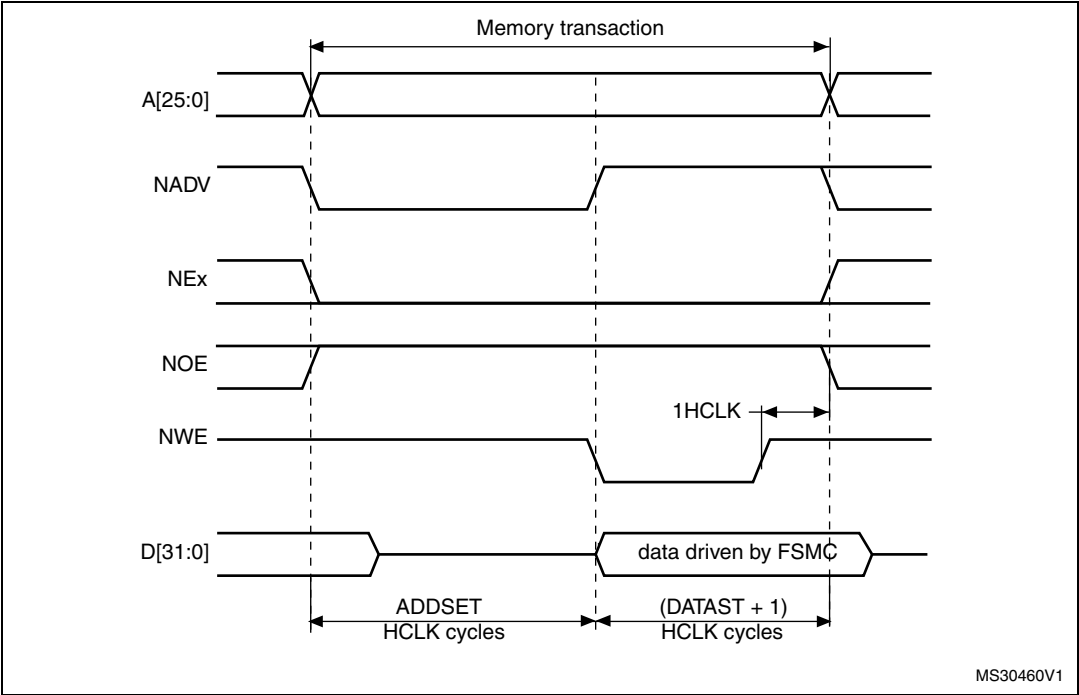 Memory transaction
A[25:0]
NADV
NEx
NOE
1HCLK
NWE
D[31:0]
data driven by FSMC
ADDSET
HCLK cycles
(DATAST + 1)
HCLK cycles
MS30460V1